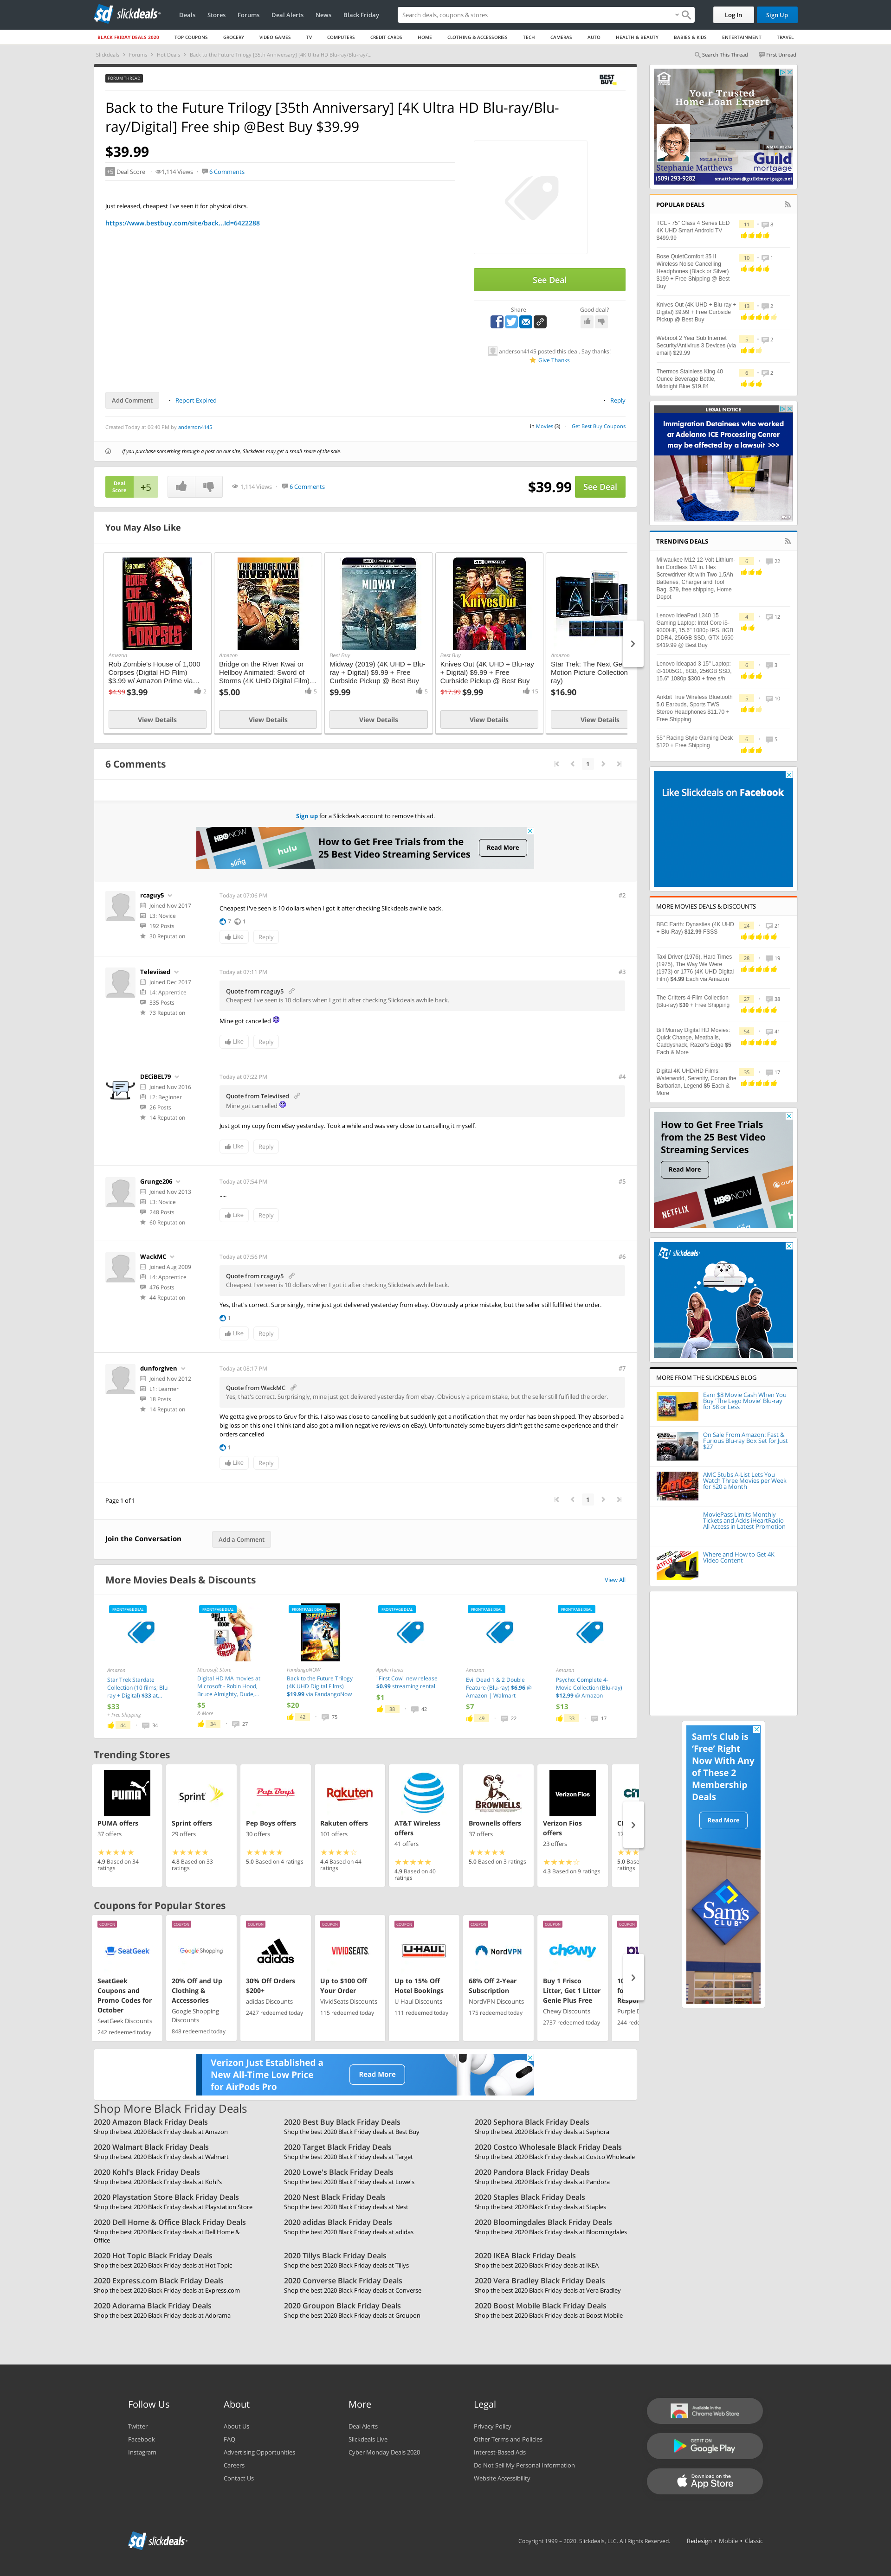 slickdeals
Deals Stores Forums Deal Alerts News Black Friday
Search deals, coupons & stores
Log In Sign Up
BLACK FRIDAY DEALS 2020 TOP COUPONS GROCERY VIDEO GAMES TV COMPUTERS CREDIT CARDS HOME CLOTHING & ACCESSORIES TECH CAMERAS AUTO HEALTH & BEAUTY BABIES & KIDS ENTERTAINMENT TRAVEL
Slickdeals > Forums > Hot Deals > Back to the Future Trilogy [35th Anniversary] [4K Ultra HD Blu-ray/Blu-ray/...
Search This Thread First Unread
FORUM THREAD
BEST BUY
Back to the Future Trilogy [35th Anniversary] [4K Ultra HD Blu-ray/Blu-
ray/Digital] Free ship @Best Buy $39.99
$39.99
+5 Deal Score 1,114 Views 6 Comments
Just released, cheapest I've seen it for physical discs.
https://www.bestbuy.com/site/back...Id=6422288
See Deal
Share Good deal?
anderson4145 posted this deal. Say thanks!
Give Thanks
Add Comment Report Expired Reply
Created Today at 06:40 PM by anderson4145
in Movies (3) Get Best Buy Coupons
If you purchase something through a post on our site, Slickdeals may get a small share of the sale.
Deal Score +5 1,114 Views 6 Comments $39.99 See Deal
You May Also Like
Amazon
Rob Zombie's House of 1,000
Corpses (Digital HD Film)
$3.99 w/ Amazon Prime via...
$4.99 $3.99 2
View Details
Amazon
Bridge on the River Kwai or
Hellboy Animated: Sword of
Storms (4K UHD Digital Film)...
$5.00 5
View Details
Best Buy
Midway (2019) (4K UHD + Blu-
ray + Digital) $9.99 + Free
Curbside Pickup @ Best Buy
$9.99 5
View Details
Best Buy
Knives Out (4K UHD + Blu-ray
+ Digital) $9.99 + Free
Curbside Pickup @ Best Buy
$17.99 $9.99 15
View Details
Amazon
Star Trek: The Next Ge
Motion Picture Collection
ray)
$16.90
View Details
6 Comments
1
Sign up for a Slickdeals account to remove this ad.
HBO NOW
hulu
How to Get Free Trials from the
25 Best Video Streaming Services
Read More
rcaguy5
Joined Nov 2017
L3: Novice
192 Posts
30 Reputation
Today at 07:06 PM #2
Cheapest I've seen is 10 dollars when I got it after checking Slickdeals awhile back.
7 1
Like Reply
Televiised
Joined Dec 2017
L4: Apprentice
335 Posts
73 Reputation
Today at 07:11 PM #3
Quote from rcaguy5
Cheapest I've seen is 10 dollars when I got it after checking Slickdeals awhile back.
Mine got cancelled
Like Reply
DECiBEL79
Joined Nov 2016
L2: Beginner
26 Posts
14 Reputation
Today at 07:22 PM #4
Quote from Televiised
Mine got cancelled
Just got my copy from eBay yesterday. Took a while and was very close to cancelling it myself.
Like Reply
Grunge206
Joined Nov 2013
L3: Novice
248 Posts
60 Reputation
Today at 07:54 PM #5
Like Reply
WackMC
Joined Aug 2009
L4: Apprentice
476 Posts
44 Reputation
Today at 07:56 PM #6
Quote from rcaguy5
Cheapest I've seen is 10 dollars when I got it after checking Slickdeals awhile back.
Yes, that's correct. Surprisingly, mine just got delivered yesterday from ebay. Obviously a price mistake, but the seller still fulfilled the order.
1
Like Reply
dunforgiven
Joined Nov 2012
L1: Learner
18 Posts
14 Reputation
Today at 08:17 PM #7
Quote from WackMC
Yes, that's correct. Surprisingly, mine just got delivered yesterday from ebay. Obviously a price mistake, but the seller still fulfilled the order.
We gotta give props to Gruv for this. I also was close to cancelling but suddenly got a notification that my order has been shipped. They absorbed a
big loss on this one I think (and also got a million negative reviews on eBay). Unfortunately some buyers didn't get the same experience and their
orders cancelled
1
Like Reply
Page 1 of 1
1
Join the Conversation Add a Comment
More Movies Deals & Discounts View All
FRONTPAGE DEAL
Amazon
Star Trek Stardate
Collection (10 films; Blu
ray + Digital) $33 at...
$33
+ Free Shipping
44 34
FRONTPAGE DEAL
Microsoft Store
Digital HD MA movies at
Microsoft - Robin Hood,
Bruce Almighty, Dude,...
$5
& More
34 27
FRONTPAGE DEAL
FandangoNOW
Back to the Future Trilogy
(4K UHD Digital Films)
$19.99 via FandangoNow
$20
42 75
FRONTPAGE DEAL
Apple iTunes
"First Cow" new release
$0.99 streaming rental
$1
38 42
FRONTPAGE DEAL
Amazon
Evil Dead 1 & 2 Double
Feature (Blu-ray) $6.96 @
Amazon | Walmart
$7
49 22
FRONTPAGE DEAL
Amazon
Psycho: Complete 4-
Movie Collection (Blu-ray)
$12.99 @ Amazon
$13
33 17
Trending Stores
PUMA offers
37 offers
4.9 Based on 34
ratings
Sprint offers
29 offers
4.8 Based on 33
ratings
Pep Boys offers
30 offers
5.0 Based on 4 ratings
Rakuten offers
101 offers
4.4 Based on 44
ratings
AT&T Wireless
offers
41 offers
4.9 Based on 40
ratings
Brownells offers
37 offers
5.0 Based on 3 ratings
Verizon Fios
offers
23 offers
4.3 Based on 9 ratings
Coupons for Popular Stores
COUPON
SeatGeek
SeatGeek
Coupons and
Promo Codes for
October
SeatGeek Discounts
242 redeemed today
COUPON
Google Shopping
20% Off and Up
Clothing &
Accessories
Google Shopping
Discounts
848 redeemed today
COUPON
adidas
30% Off Orders
$200+
adidas Discounts
2427 redeemed today
COUPON
VIVIDSEATS
Up to $100 Off
Your Order
VividSeats Discounts
115 redeemed today
COUPON
U-HAUL
Up to 15% Off
Hotel Bookings
U-Haul Discounts
111 redeemed today
COUPON
NordVPN
68% Off 2-Year
Subscription
NordVPN Discounts
175 redeemed today
COUPON
chewy
Buy 1 Frisco
Litter, Get 1 Litter
Genie Plus Free
Chewy Discounts
2737 redeemed today
COUPON
Verizon Just Established a
New All-Time Low Price
for AirPods Pro
Read More
Shop More Black Friday Deals
2020 Amazon Black Friday Deals
Shop the best 2020 Black Friday deals at Amazon
2020 Best Buy Black Friday Deals
Shop the best 2020 Black Friday deals at Best Buy
2020 Sephora Black Friday Deals
Shop the best 2020 Black Friday deals at Sephora
2020 Walmart Black Friday Deals
Shop the best 2020 Black Friday deals at Walmart
2020 Target Black Friday Deals
Shop the best 2020 Black Friday deals at Target
2020 Costco Wholesale Black Friday Deals
Shop the best 2020 Black Friday deals at Costco Wholesale
2020 Kohl's Black Friday Deals
Shop the best 2020 Black Friday deals at Kohl's
2020 Lowe's Black Friday Deals
Shop the best 2020 Black Friday deals at Lowe's
2020 Pandora Black Friday Deals
Shop the best 2020 Black Friday deals at Pandora
2020 Playstation Store Black Friday Deals
Shop the best 2020 Black Friday deals at Playstation Store
2020 Nest Black Friday Deals
Shop the best 2020 Black Friday deals at Nest
2020 Staples Black Friday Deals
Shop the best 2020 Black Friday deals at Staples
2020 Dell Home & Office Black Friday Deals
Shop the best 2020 Black Friday deals at Dell Home &
Office
2020 adidas Black Friday Deals
Shop the best 2020 Black Friday deals at adidas
2020 Bloomingdales Black Friday Deals
Shop the best 2020 Black Friday deals at Bloomingdales
2020 Hot Topic Black Friday Deals
Shop the best 2020 Black Friday deals at Hot Topic
2020 Tillys Black Friday Deals
Shop the best 2020 Black Friday deals at Tillys
2020 IKEA Black Friday Deals
Shop the best 2020 Black Friday deals at IKEA
2020 Express.com Black Friday Deals
Shop the best 2020 Black Friday deals at Express.com
2020 Converse Black Friday Deals
Shop the best 2020 Black Friday deals at Converse
2020 Vera Bradley Black Friday Deals
Shop the best 2020 Black Friday deals at Vera Bradley
2020 Adorama Black Friday Deals
Shop the best 2020 Black Friday deals at Adorama
2020 Groupon Black Friday Deals
Shop the best 2020 Black Friday deals at Groupon
2020 Boost Mobile Black Friday Deals
Shop the best 2020 Black Friday deals at Boost Mobile
Your Trusted
Home Loan Expert
Stephanie Matthews
(509) 293-9282
Guild mortgage
smatthews@guildmortgage.net
POPULAR DEALS
TCL - 75" Class 4 Series LED
4K UHD Smart Android TV
$499.99
11 8
Bose QuietComfort 35 II
Wireless Noise Cancelling
Headphones (Black or Silver)
$199 + Free Shipping @ Best
Buy
10 1
Knives Out (4K UHD + Blu-ray +
Digital) $9.99 + Free Curbside
Pickup @ Best Buy
13 2
Webroot 2 Year Sub Internet
Security/Antivirus 3 Devices (via
email) $29.99
5 2
Thermos Stainless King 40
Ounce Beverage Bottle,
Midnight Blue $19.84
6 2
LEGAL NOTICE
Immigration Detainees who worked
at Adelanto ICE Processing Center
may be affected by a lawsuit >>>
TRENDING DEALS
Milwaukee M12 12-Volt Lithium-
Ion Cordless 1/4 in. Hex
Screwdriver Kit with Two 1.5Ah
Batteries, Charger and Tool
Bag, $79, free shipping, Home
Depot
6 22
Lenovo IdeaPad L340 15
Gaming Laptop: Intel Core i5-
9300HF, 15.6" 1080p IPS, 8GB
DDR4, 256GB SSD, GTX 1650
$419.99 @ Best Buy
4 12
Lenovo Ideapad 3 15" Laptop:
i3-1005G1, 8GB, 256GB SSD,
15.6" 1080p $300 + free s/h
6 3
Ankbit True Wireless Bluetooth
5.0 Earbuds, Sports TWS
Stereo Headphones $11.70 +
Free Shipping
5 10
55" Racing Style Gaming Desk
$120 + Free Shipping
6 5
Like Slickdeals on Facebook
MORE MOVIES DEALS & DISCOUNTS
BBC Earth: Dynasties (4K UHD
+ Blu-Ray) $12.99 FSSS
24 21
Taxi Driver (1976), Hard Times
(1975), The Way We Were
(1973) or 1776 (4K UHD Digital
Film) $4.99 Each via Amazon
28 19
The Critters 4-Film Collection
(Blu-ray) $30 + Free Shipping
27 38
Bill Murray Digital HD Movies:
Quick Change, Meatballs,
Caddyshack, Razor's Edge $5
Each & More
54 41
Digital 4K UHD/HD Films:
Waterworld, Serenity, Conan the
Barbarian, Legend $5 Each &
More
35 17
How to Get Free Trials
from the 25 Best Video
Streaming Services
Read More
NETFLIX
HBO NOW
slickdeals
MORE FROM THE SLICKDEALS BLOG
Earn $8 Movie Cash When You
Buy 'The Lego Movie' Blu-ray
for $8 or Less
On Sale From Amazon: Fast &
Furious Blu-ray Box Set for Just
$27
AMC Stubs A-List Lets You
Watch Three Movies per Week
for $20 a Month
MoviePass Limits Monthly
Tickets and Adds iHeartRadio
All Access in Latest Promotion
Where and How to Get 4K
Video Content
Sam's Club is
'Free' Right
Now With Any
of These 2
Membership
Deals
Read More
Sam's
CLUB
Follow Us
Twitter
Facebook
Instagram
About
About Us
FAQ
Advertising Opportunities
Careers
Contact Us
More
Deal Alerts
Slickdeals Live
Cyber Monday Deals 2020
Legal
Privacy Policy
Other Terms and Policies
Interest-Based Ads
Do Not Sell My Personal Information
Website Accessibility
Available in the
Chrome Web Store
GET IT ON
Google Play
Download on the
App Store
slickdeals
Copyright 1999 - 2020. Slickdeals, LLC. All Rights Reserved. Redesign • Mobile • Classic